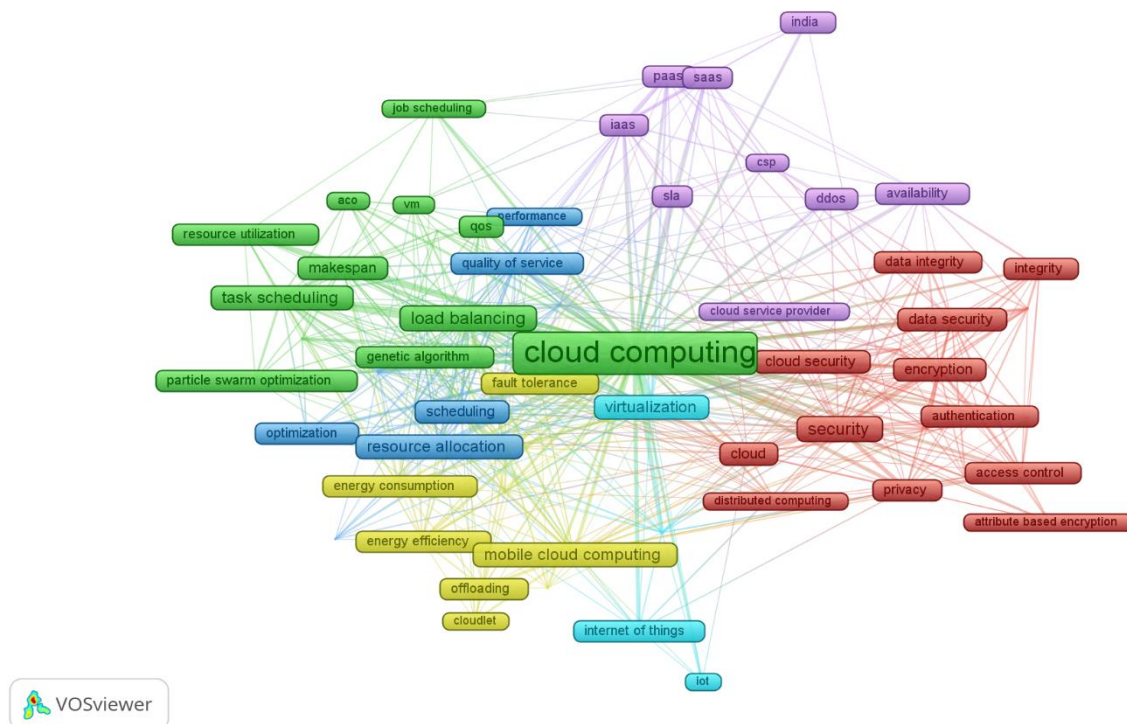 india
paas
saas
job scheduling
iaas
csp
aco
vm
sla
ddos
availability
performance
qos
resource utilization
quality of service
makespan
data integrity
integrity
task scheduling
load balancing
cloud service provider
data security
cloud computing
genetic algorithm
cloud security
encryption
particle swarm optimization
fault tolerance
virtualization
scheduling
authentication
optimization
resource allocation
security
cloud
access control
energy consumption
distributed computing
privacy
attribute based encryption
energy efficiency
mobile cloud computing
offloading
cloudlet
internet of things
iot
VOSviewer